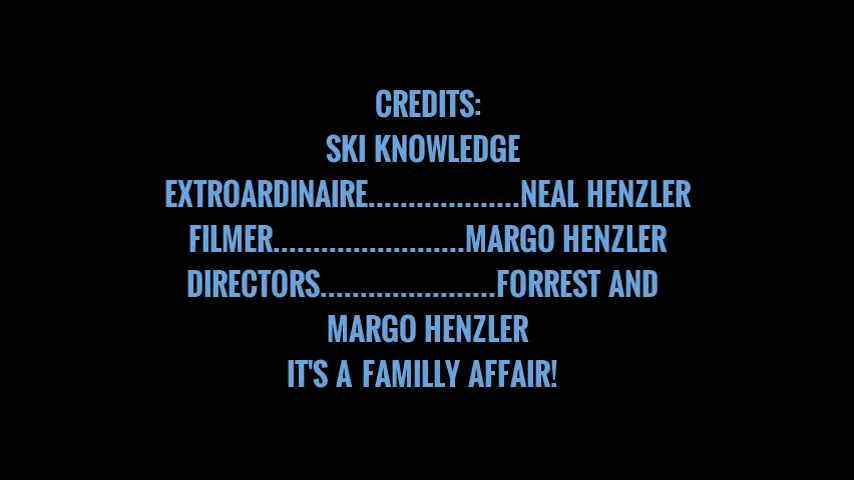 CREDITS:
SKI KNOWLEDGE
EXTROARDINAIRE...................NEAL HENZLER
FILMER........................MARGO HENZLER
DIRECTORS......................FORREST AND
MARGO HENZLER
IT'S A FAMILLY AFFAIR!